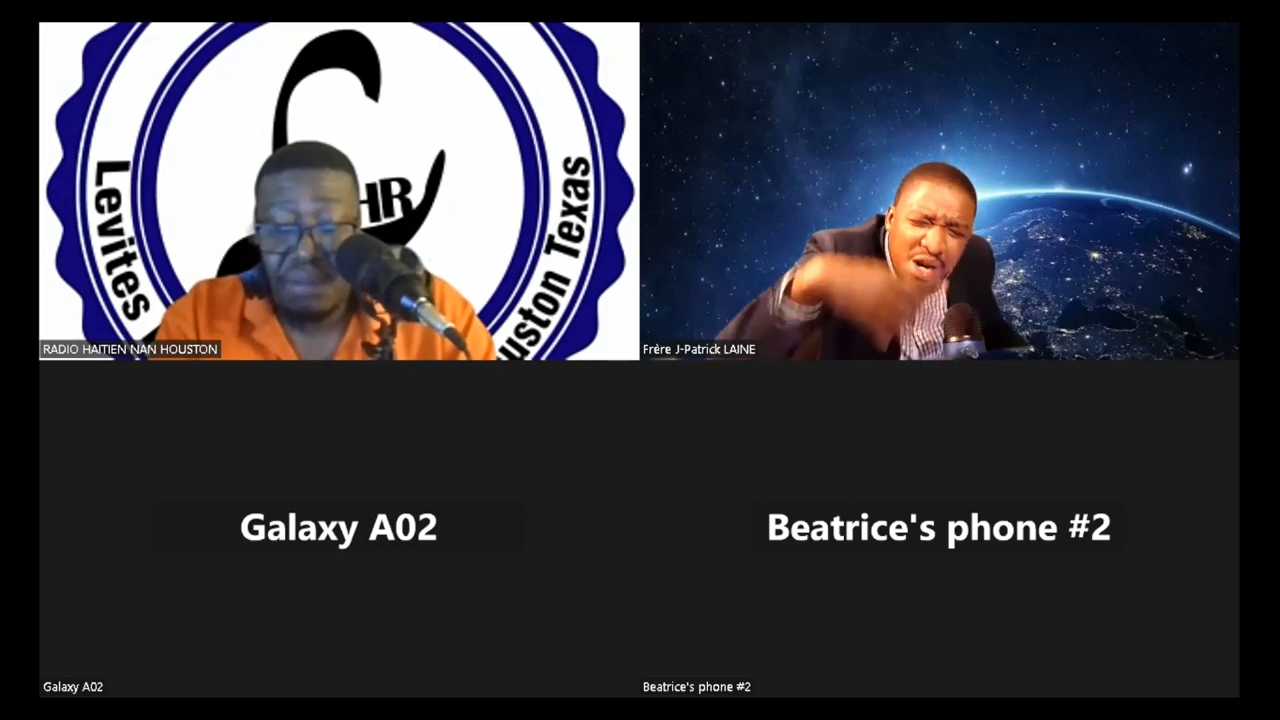 Levites
HR
uston Texas
RADIO HAITIEN NAN HOUSTON
Frère J-Patrick LAINE
Galaxy A02
Beatrice's phone #2
Galaxy A02
Beatrice's phone #2